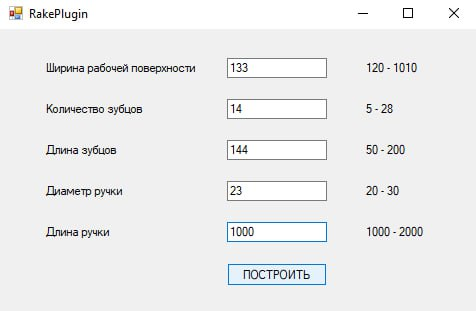 RakePlugin
Ширина рабочей поверхности 133 120 - 1010
Количество зубцов 14 5 - 28
Длина зубцов 144 50 - 200
Диаметр ручки 23 20 - 30
Длина ручки 1000 1000 - 2000
ПОСТРОИТЬ